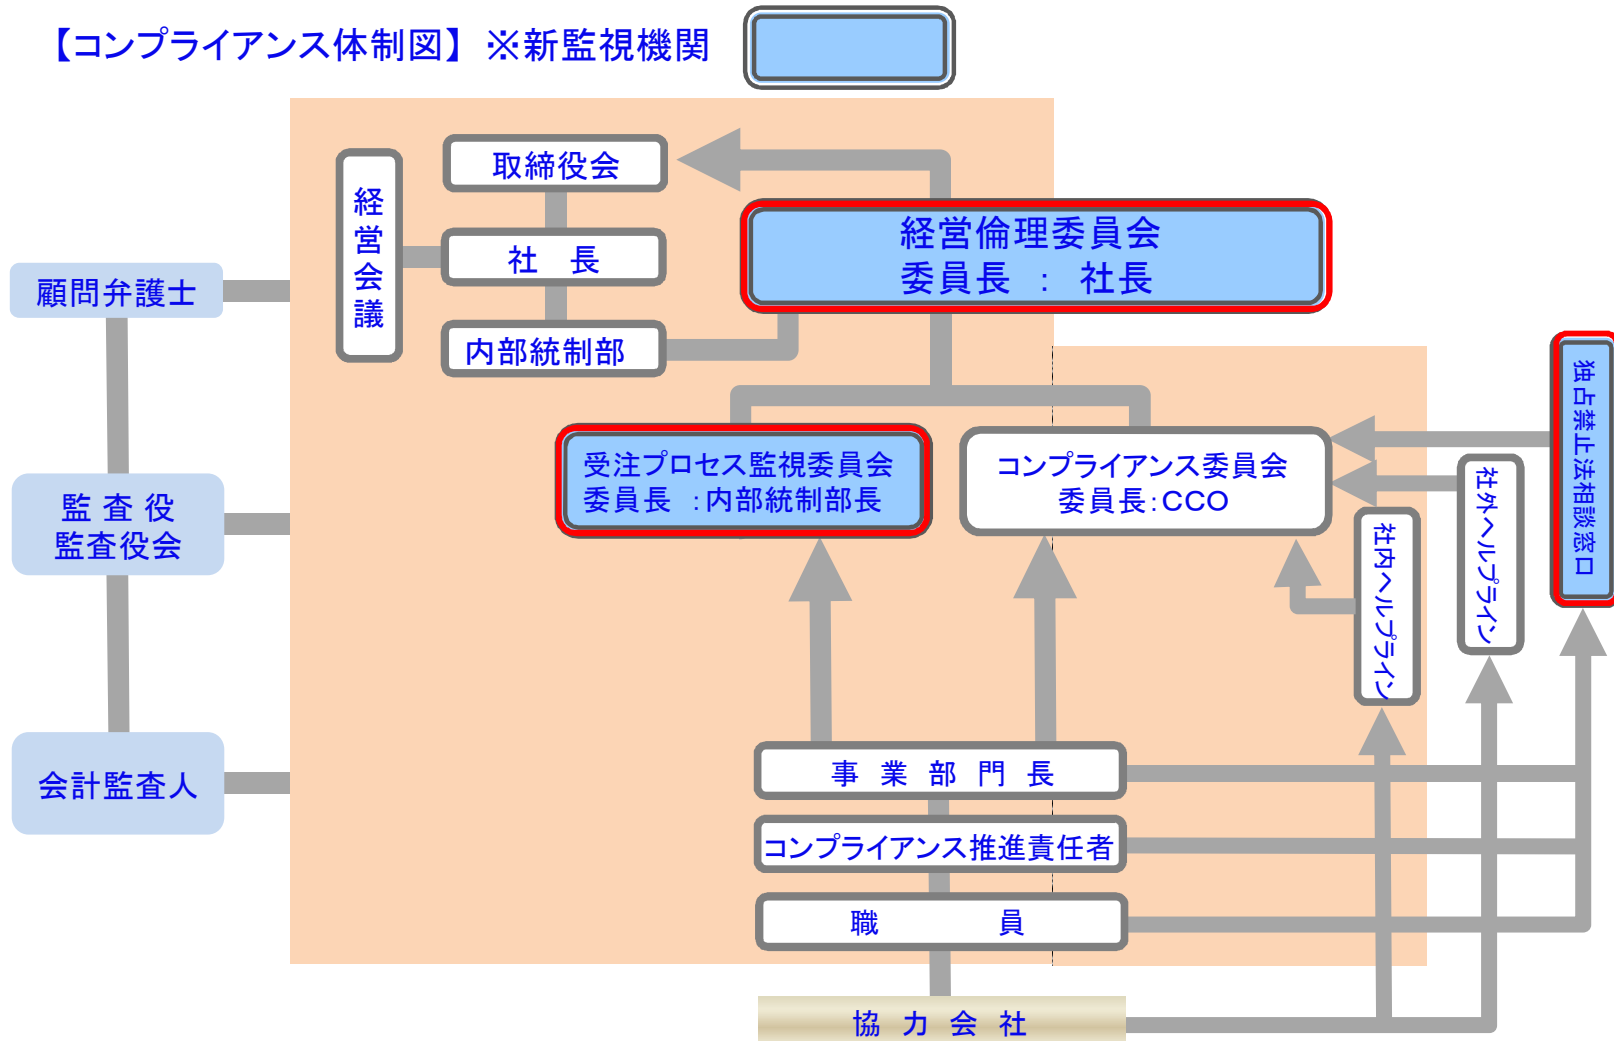 【コンプライアンス体制図】 ※新監視機関
取締役会
経営会議
社　長
内部統制部
経営倫理委員会
委員長　：　社長
顧問弁護士
監 査 役
監査役会
会計監査人
受注プロセス監視委員会
委員長 ：内部統制部長
コンプライアンス委員会
委員長：CCO
社内ヘルプライン
社外ヘルプライン
独占禁止法相談窓口
事 業 部 門 長
コンプライアンス推進責任者
職　　　員
協 力 会 社